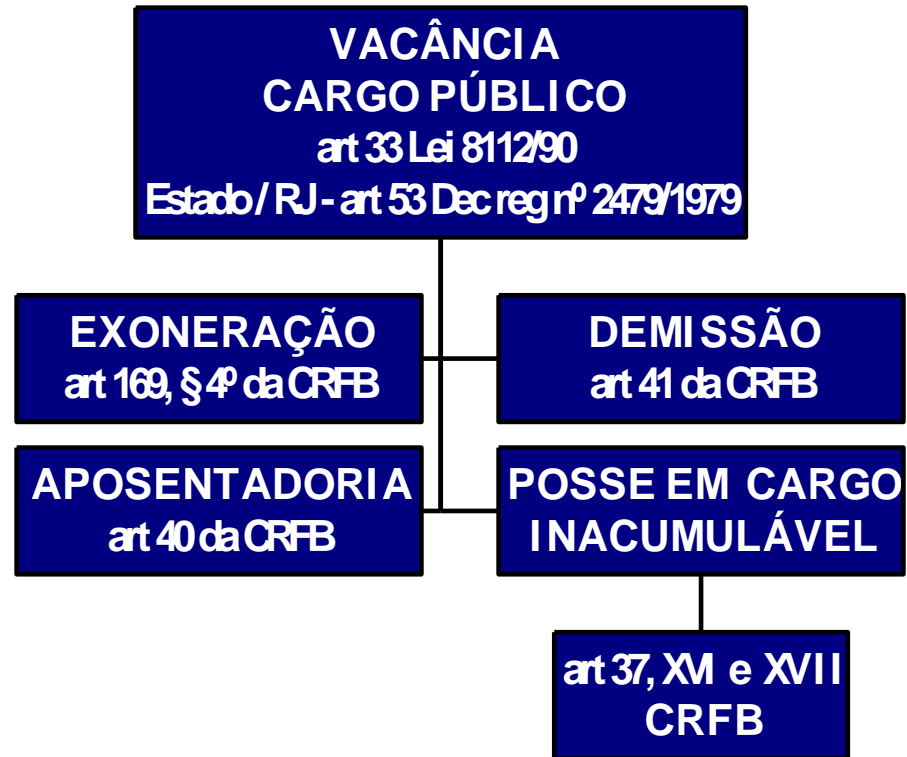 VACÂNCIA
CARGO PÚBLICO
art 33 Lei 8112/90
Estado / RJ - art 53 Dec reg nº 2479/1979
EXONERAÇÃO
art 169, § 4º da CRFB
DEMISSÃO
art 41 da CRFB
APOSENTADORIA
art 40 da CRFB
POSSE EM CARGO
INACUMULÁVEL
art 37, XVI e XVII
CRFB